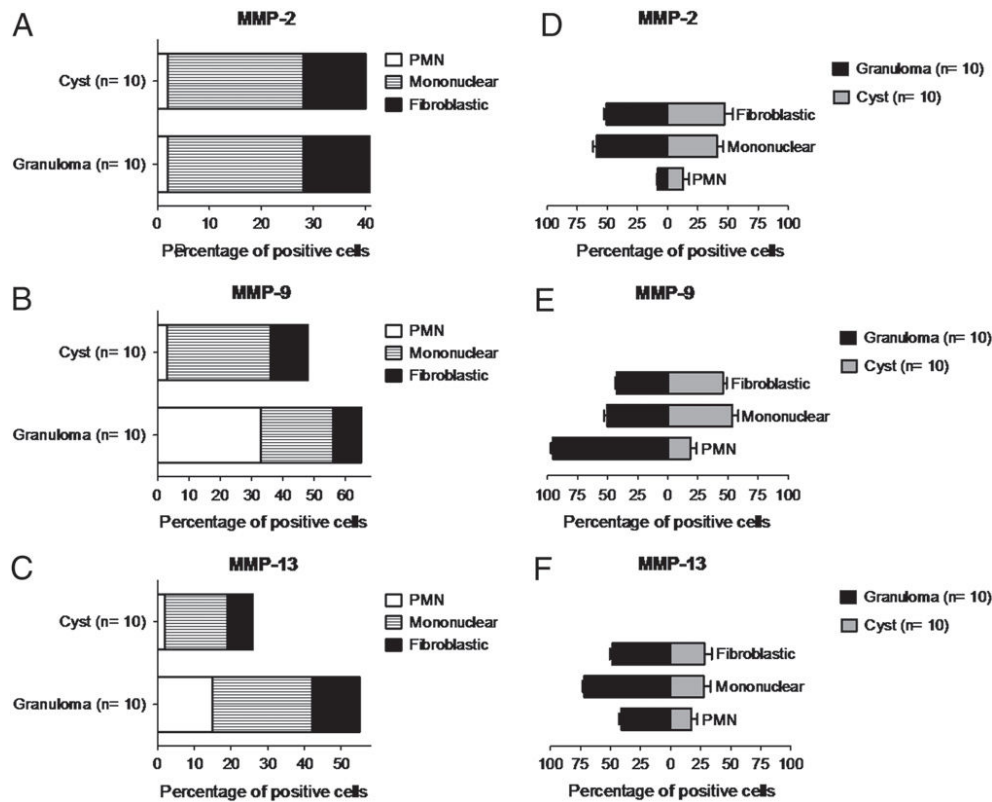 A
MMP-2
Cyst (n= 10)
Granuloma (n= 10)
PMN
Mononuclear
Fibroblastic
0 10 20 30 40
Percentage of positive cells
D
MMP-2
Granuloma (n= 10)
Cyst (n= 10)
Fibroblastic
Mononuclear
PMN
100 75 50 25 0 25 50 75 100
Percentage of positive cells
B
MMP-9
Cyst (n= 10)
Granuloma (n= 10)
PMN
Mononuclear
Fibroblastic
0 10 20 30 40 50 60
Percentage of positive cells
E
MMP-9
Granuloma (n= 10)
Cyst (n= 10)
Fibroblastic
Mononuclear
PMN
100 75 50 25 0 25 50 75 100
Percentage of positive cells
C
MMP-13
Cyst (n= 10)
Granuloma (n= 10)
PMN
Mononuclear
Fibroblastic
0 10 20 30 40 50
Percentage of positive cells
F
MMP-13
Granuloma (n= 10)
Cyst (n= 10)
Fibroblastic
Mononuclear
PMN
100 75 50 25 0 25 50 75 100
Percentage of positive cells